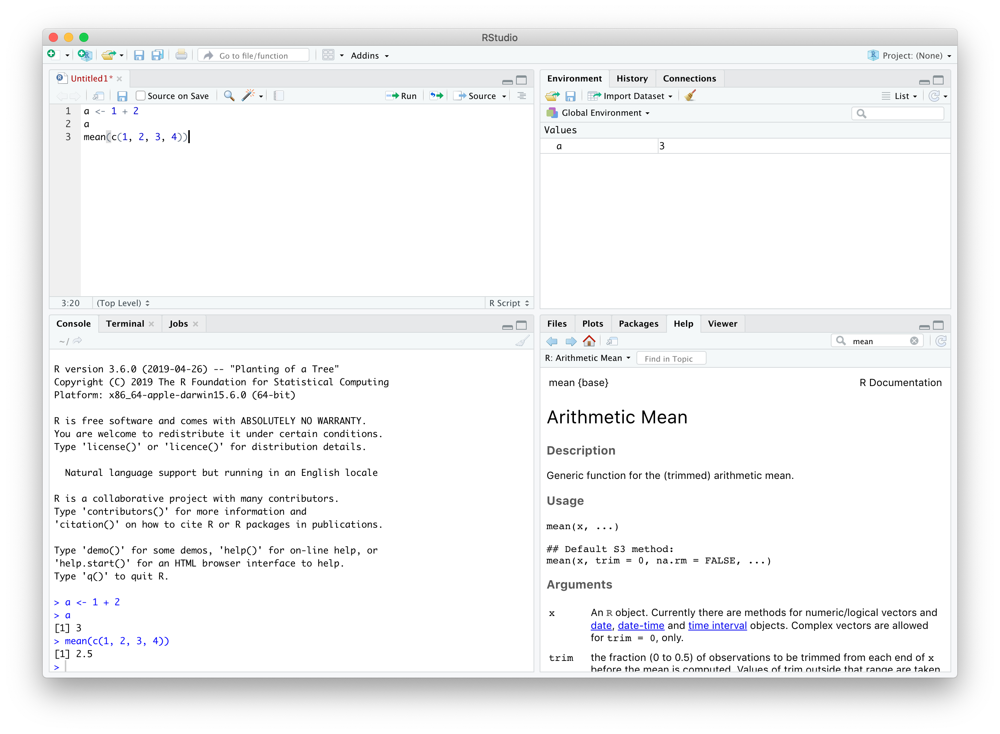 RStudio
Go to file/function
Addins
Project: (None)
Untitled1*
Source on Save
Run
Source
1 a <- 1 + 2
2 a
3 mean(c(1, 2, 3, 4))
3:20 (Top Level) R Script
Environment History Connections
Import Dataset
List
Global Environment
Values
a 3
Console Terminal Jobs
~/
R version 3.6.0 (2019-04-26) -- "Planting of a Tree"
Copyright (C) 2019 The R Foundation for Statistical Computing
Platform: x86_64-apple-darwin15.6.0 (64-bit)
R is free software and comes with ABSOLUTELY NO WARRANTY.
You are welcome to redistribute it under certain conditions.
Type 'license()' or 'licence()' for distribution details.
Natural language support but running in an English locale
R is a collaborative project with many contributors.
Type 'contributors()' for more information and
'citation()' on how to cite R or R packages in publications.
Type 'demo()' for some demos, 'help()' for on-line help, or
'help.start()' for an HTML browser interface to help.
Type 'q()' to quit R.
> a <- 1 + 2
> a
[1] 3
> mean(c(1, 2, 3, 4))
[1] 2.5
>
Files Plots Packages Help Viewer
mean
R: Arithmetic Mean Find in Topic
mean {base} R Documentation
Arithmetic Mean
Description
Generic function for the (trimmed) arithmetic mean.
Usage
mean(x, ...)
## Default S3 method:
mean(x, trim = 0, na.rm = FALSE, ...)
Arguments
x An R object. Currently there are methods for numeric/logical vectors and
date, date-time and time interval objects. Complex vectors are allowed
for trim = 0, only.
trim the fraction (0 to 0.5) of observations to be trimmed from each end of x
before the mean is computed. Values of trim outside that range are taken